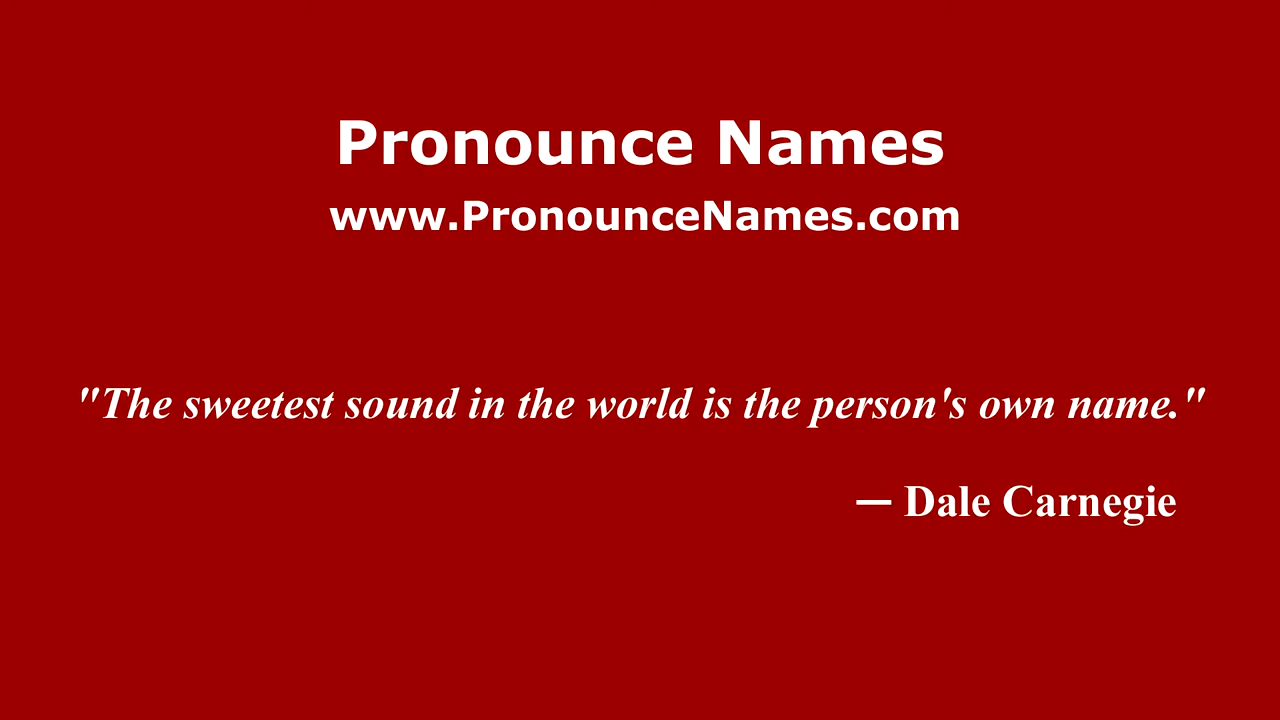 Pronounce Names
www.PronounceNames.com
"The sweetest sound in the world is the person's own name."
— Dale Carnegie